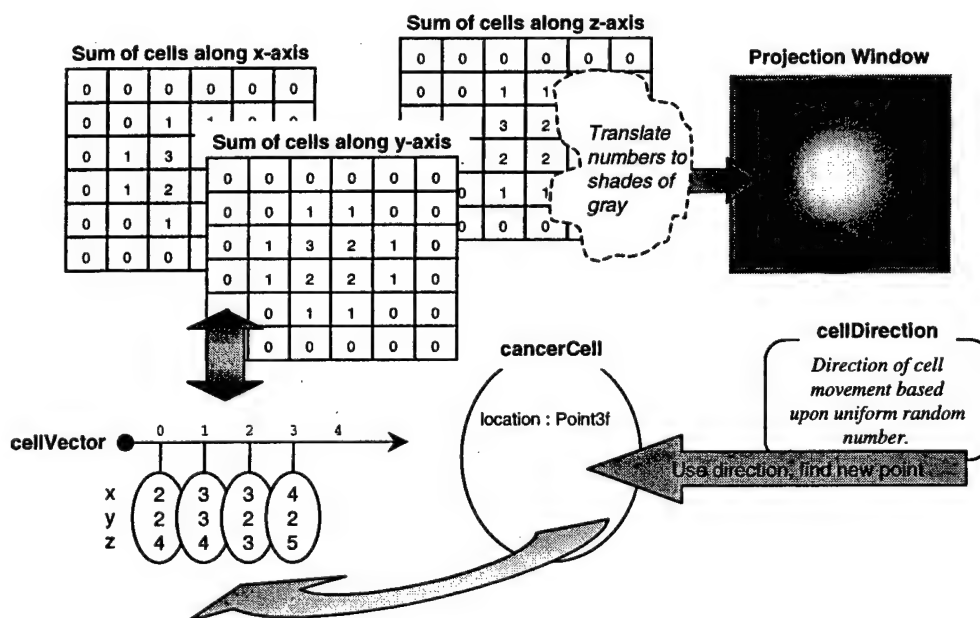 Sum of cells along x-axis
0 0 0 0 0 0
0 0 1 1 0 0
0 1 3
0 1 2
0 0 1
0 0 0
Sum of cells along z-axis
0 0 0 0 0 0
0 0 1 1
3 2
2 2
0 1 1
0 0 0
Sum of cells along y-axis
0 0 0 0 0 0
0 0 1 1 0 0
0 1 3 2 1 0
0 1 2 2 1 0
0 1 1 0 0
0 0 0 0 0
Translate
numbers to
shades of
gray
Projection Window
cellVector
0 1 2 3 4
x 2 3 3 4
y 2 3 2 2
z 4 4 3 5
cancerCell
location : Point3f
cellDirection
Direction of cell
movement based
upon uniform random
number.
Use direction, find new point